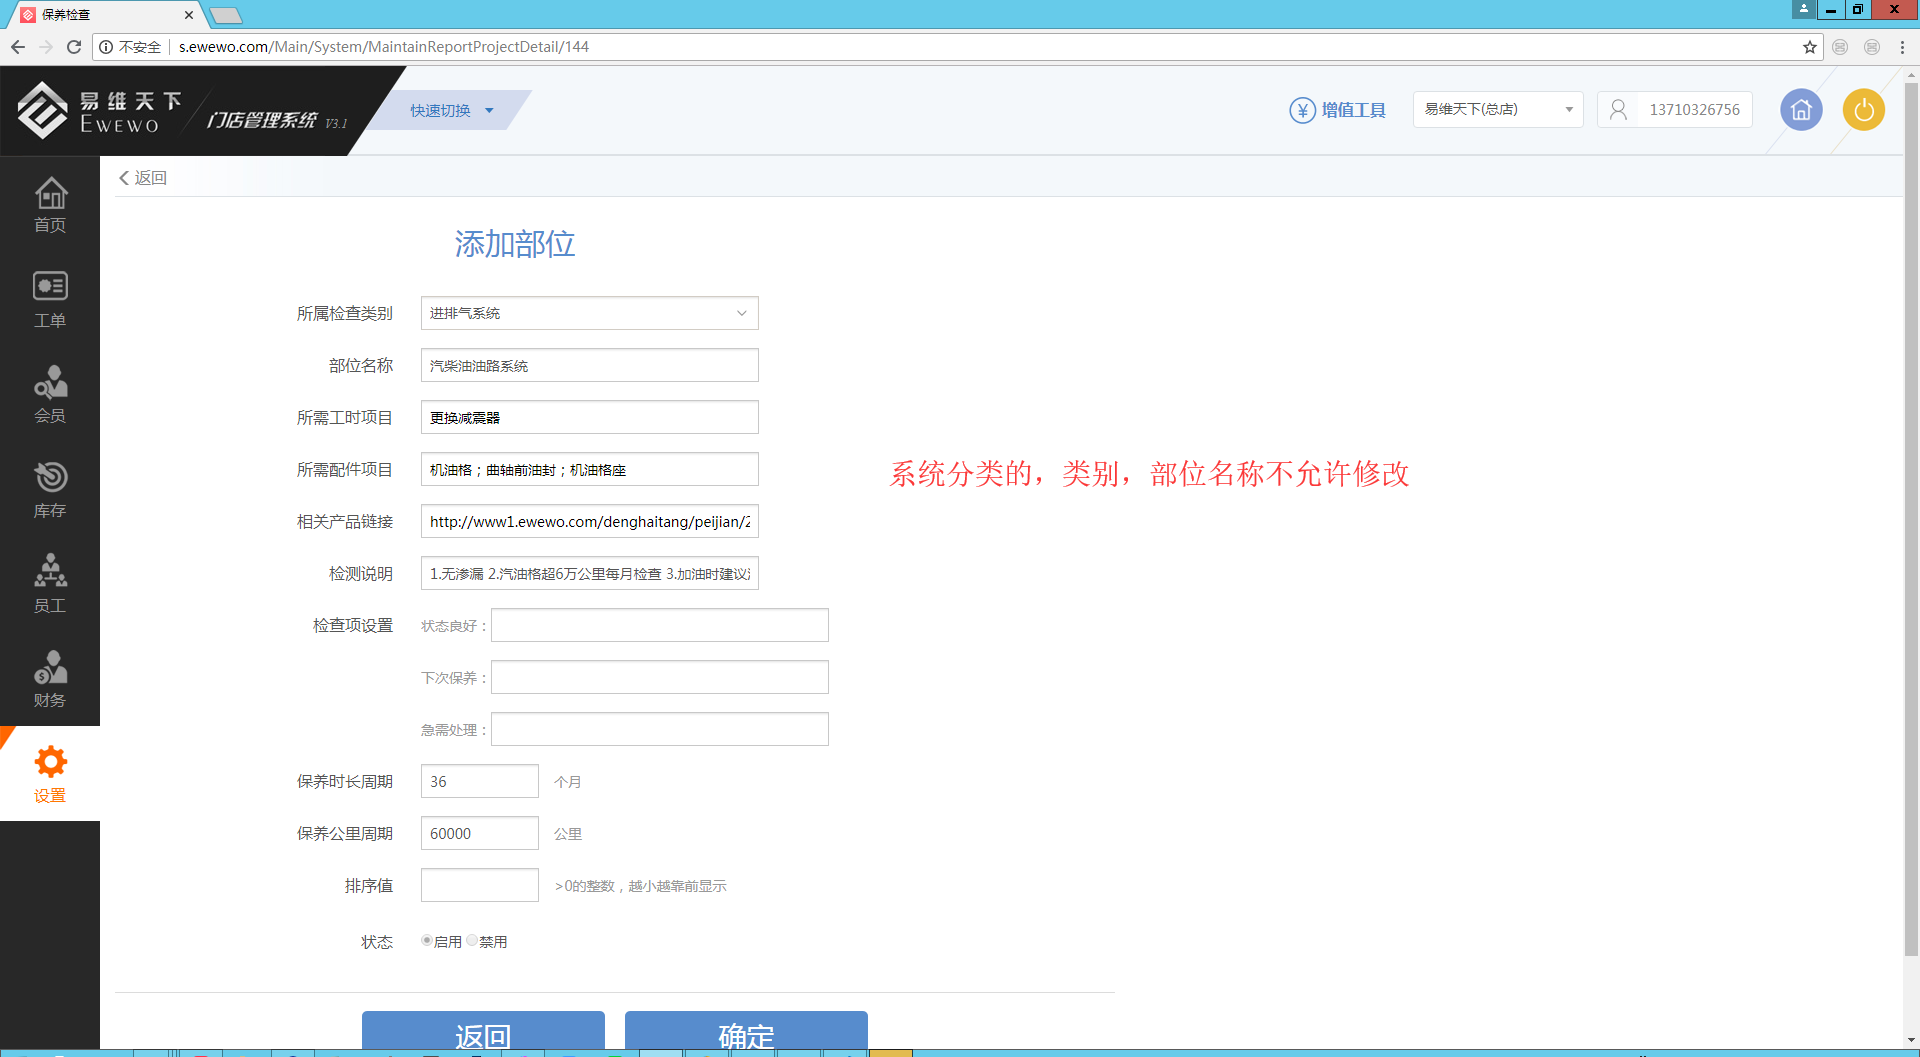 保养检查
不安全 s.ewewo.com/Main/System/MaintainReportProjectDetail/144
易维天下
EWEWO
门店管理系统 V3.1
快速切换
增值工具
易维天下(总店)
13710326756
返回
首页
工单
会员
库存
员工
财务
设置
添加部位
所属检查类别 进排气系统
部位名称 汽柴油油路系统
所需工时项目 更换减震器
所需配件项目 机油格；曲轴前油封；机油格座
系统分类的，类别，部位名称不允许修改
相关产品链接 http://www1.ewewo.com/denghaitang/peijian/2
检测说明 1.无渗漏 2.汽油格超6万公里每月检查 3.加油时建议
检查项设置 状态良好：
下次保养：
急需处理：
保养时长周期 36 个月
保养公里周期 60000 公里
排序值 >0的整数，越小越靠前显示
状态 启用 禁用
返回 确定